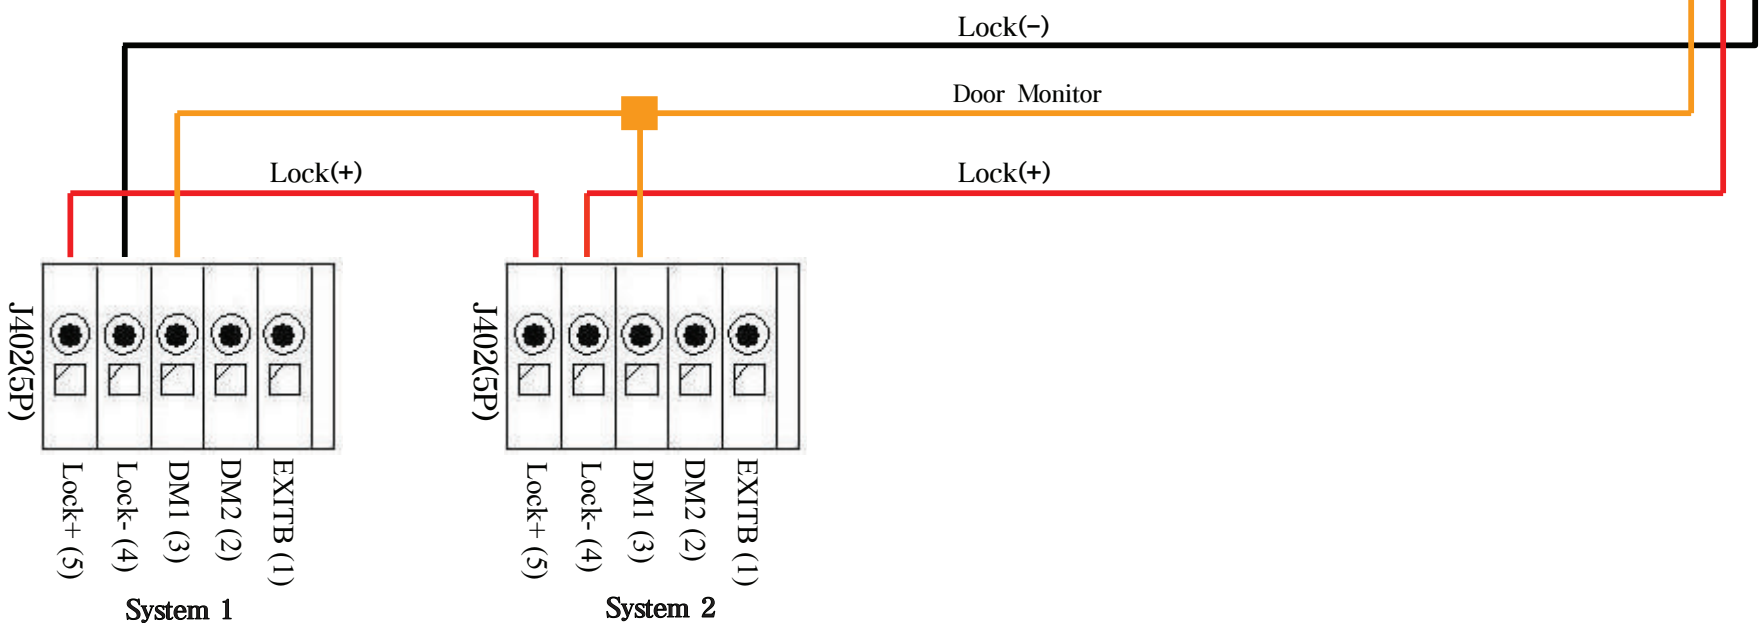 Lock(-)
Door Monitor
Lock(+)
Lock(+)
J402(5P)
J402(5P)
Lock+ (5)
Lock- (4)
DM1 (3)
DM2 (2)
EXITB (1)
Lock+ (5)
Lock- (4)
DM1 (3)
DM2 (2)
EXITB (1)
System 1
System 2